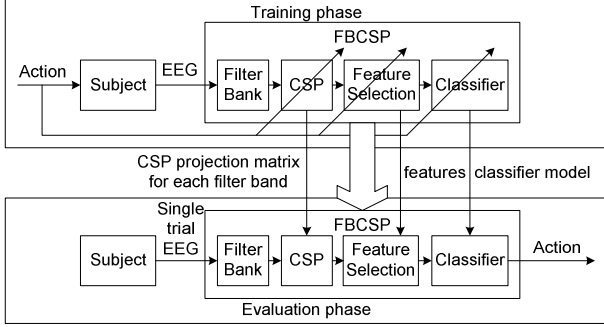 Training phase
FBCSP
Action
Subject
EEG
Filter
Bank
CSP
Feature
Selection
Classifier
CSP projection matrix
for each filter band
features
classifier model
Single
trial
EEG
FBCSP
Subject
Filter
Bank
CSP
Feature
Selection
Classifier
Action
Evaluation phase